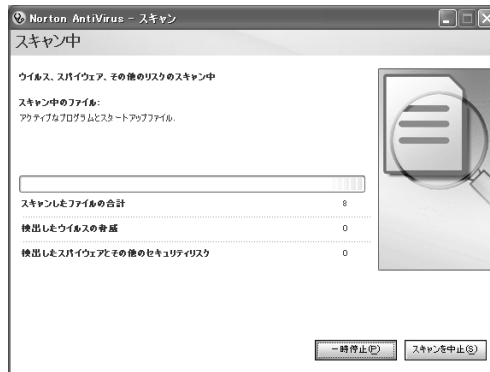 Norton AntiVirus - スキャン
スキャン中
ウイルス、スパイウェア、その他のリスクのスキャン中
スキャン中のファイル:
アクティブなプログラムとスタートアップファイル.
スキャンしたファイルの合計 8
検出したウイルスの脅威 0
検出したスパイウェアとその他のセキュリティリスク 0
一時停止(P) スキャンを中止(S)